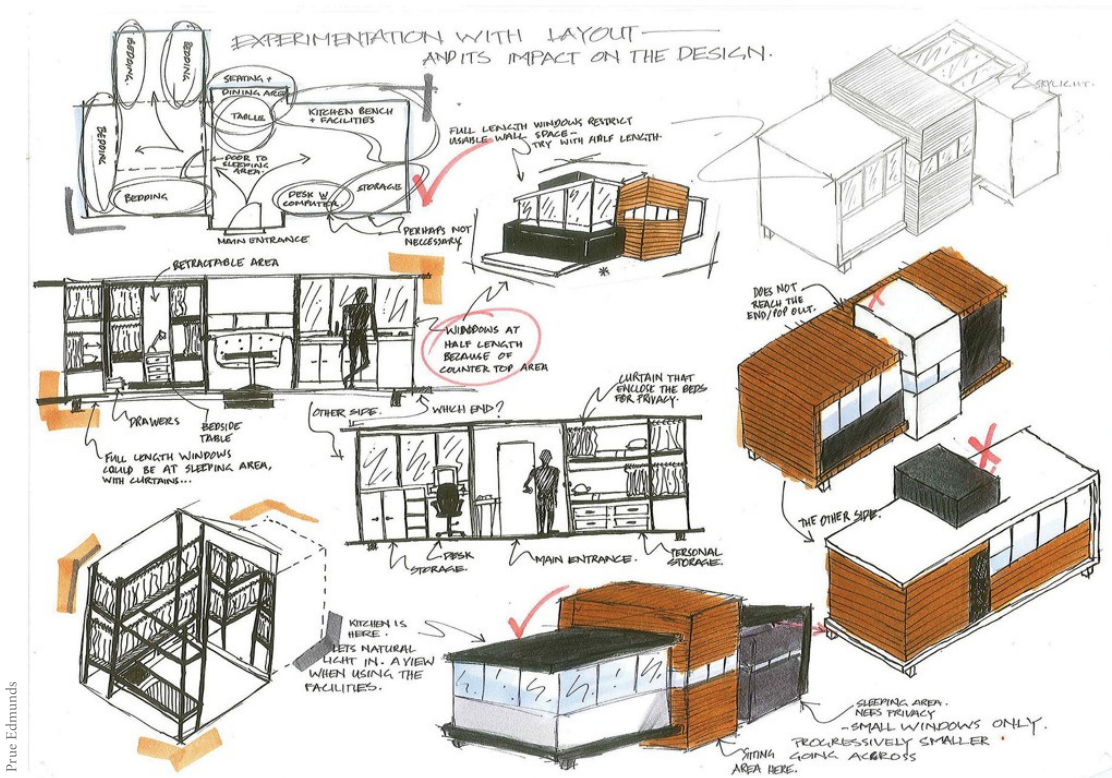 EXPERIMENTATION WITH LAYOUT —
AND ITS IMPACT ON THE DESIGN.
BEDDING
BEDDING
BEDDING
BEDDING
SEATING +
DINING AREA
TABLE
KITCHEN BENCH
+ FACILITIES
DOOR TO
SLEEPING
AREA.
DESK W
COMPUTER
STORAGE
MAIN ENTRANCE
PERHAPS NOT
NECCESSARY
FULL LENGTH WINDOWS RESTRICT
USABLE WALL SPACE —
TRY WITH HALF LENGTH.
SKYLIGHT.
RETRACTABLE AREA
WINDOWS AT
HALF LENGTH
BECAUSE OF
COUNTER TOP AREA
DRAWERS
BEDSIDE
TABLE
FULL LENGTH WINDOWS
COULD BE AT SLEEPING AREA,
WITH CURTAINS...
OTHER SIDE.
WHICH END?
CURTAIN THAT
ENCLOSE THE BEDS
FOR PRIVACY.
DESK
STORAGE.
MAIN ENTRANCE.
PERSONAL
STORAGE.
DOES NOT
REACH THE
END/POP OUT.
THE OTHER SIDE.
KITCHEN IS
HERE.
LETS NATURAL
LIGHT IN. A VIEW
WHEN USING THE
FACILITIES.
SLEEPING AREA.
NEES PRIVACY
- SMALL WINDOWS ONLY.
PROGRESSIVELY SMALLER
GOING ACROSS
SITTING
AREA HERE.
Prue Edmunds